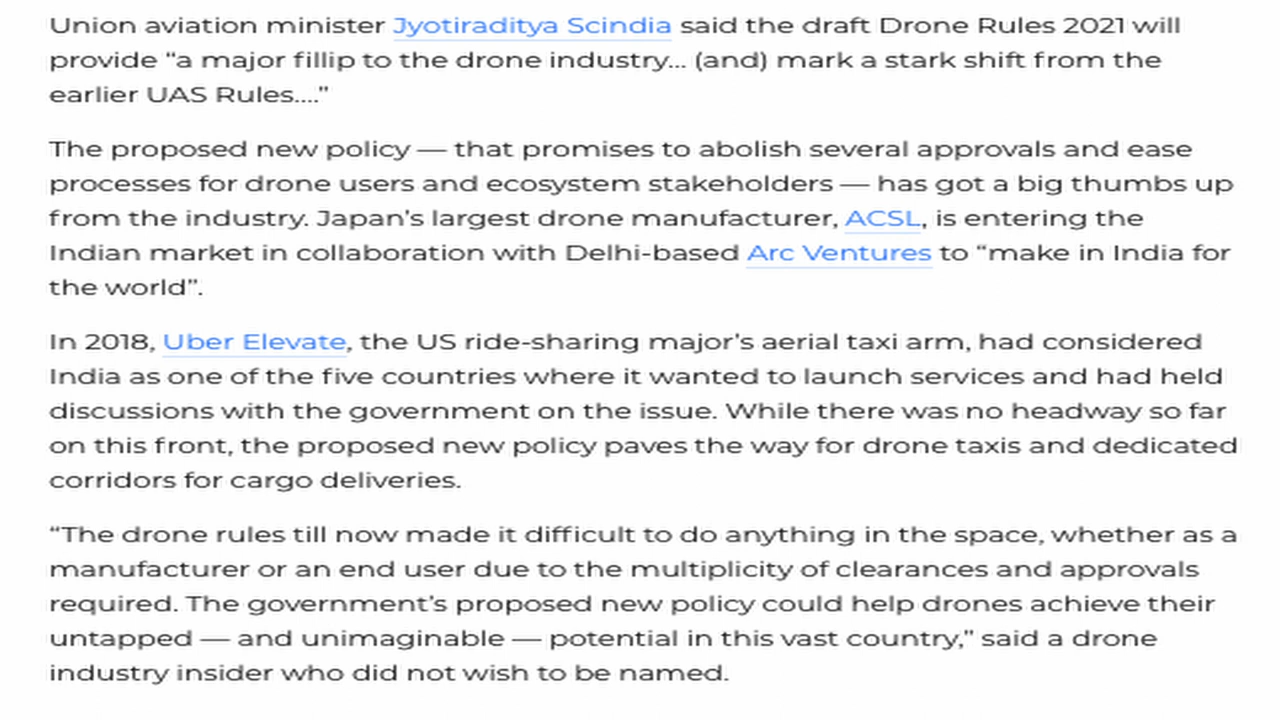 Union aviation minister Jyotiraditya Scindia said the draft Drone Rules 2021 will
provide “a major fillip to the drone industry... (and) mark a stark shift from the
earlier UAS Rules....”
The proposed new policy — that promises to abolish several approvals and ease
processes for drone users and ecosystem stakeholders — has got a big thumbs up
from the industry. Japan’s largest drone manufacturer, ACSL, is entering the
Indian market in collaboration with Delhi-based Arc Ventures to “make in India for
the world”.
In 2018, Uber Elevate, the US ride-sharing major’s aerial taxi arm, had considered
India as one of the five countries where it wanted to launch services and had held
discussions with the government on the issue. While there was no headway so far
on this front, the proposed new policy paves the way for drone taxis and dedicated
corridors for cargo deliveries.
“The drone rules till now made it difficult to do anything in the space, whether as a
manufacturer or an end user due to the multiplicity of clearances and approvals
required. The government’s proposed new policy could help drones achieve their
untapped — and unimaginable — potential in this vast country,” said a drone
industry insider who did not wish to be named.